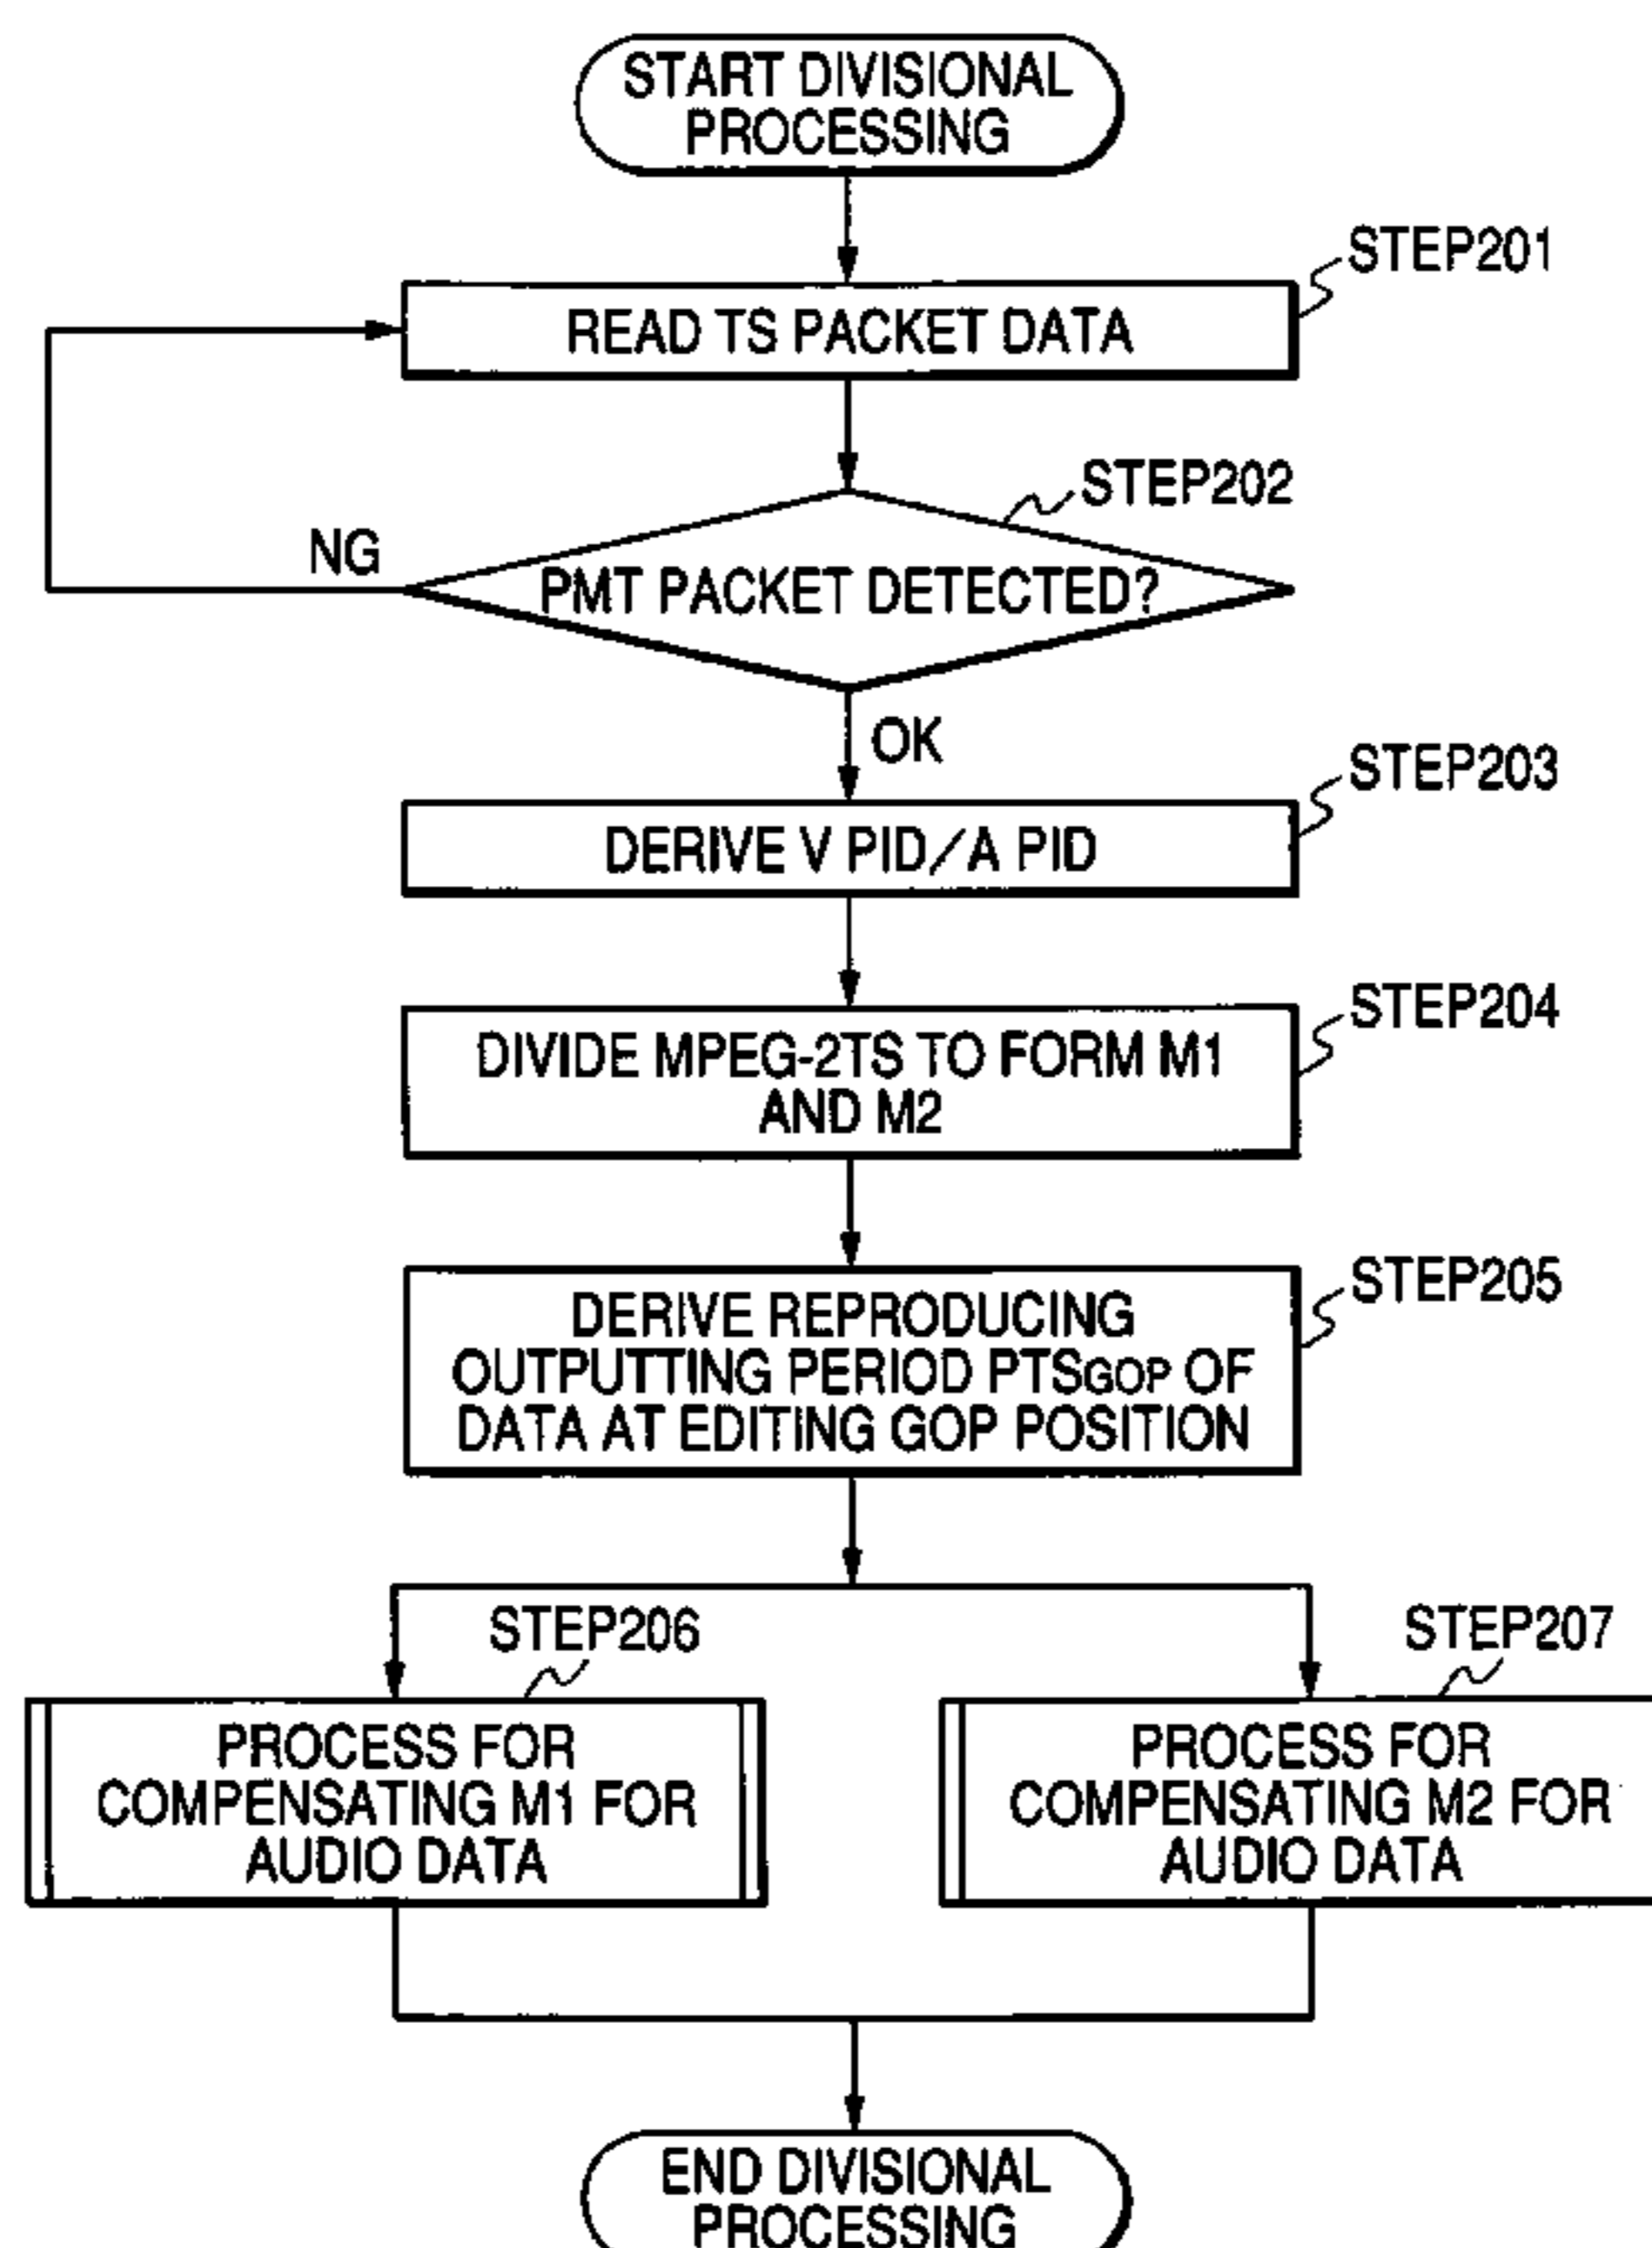 START DIVISIONAL
PROCESSING
STEP201
READ TS PACKET DATA
STEP202
NG
PMT PACKET DETECTED?
OK
STEP203
DERIVE V PID/A PID
STEP204
DIVIDE MPEG-2TS TO FORM M1
AND M2
STEP205
DERIVE REPRODUCING
OUTPUTTING PERIOD PTSGOP OF
DATA AT EDITING GOP POSITION
STEP206
PROCESS FOR
COMPENSATING M1 FOR
AUDIO DATA
STEP207
PROCESS FOR
COMPENSATING M2 FOR
AUDIO DATA
END DIVISIONAL
PROCESSING